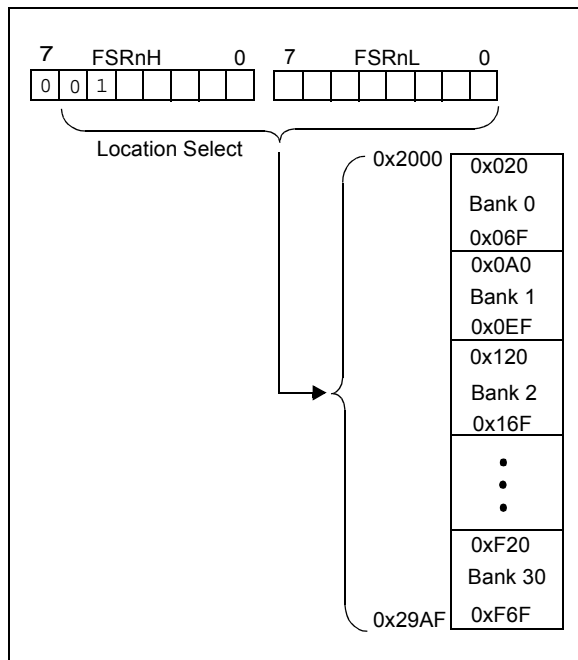 7 FSRnH 0 7 FSRnL 0
0 0 1
Location Select
0x2000
0x020
Bank 0
0x06F
0x0A0
Bank 1
0x0EF
0x120
Bank 2
0x16F
0xF20
Bank 30
0xF6F
0x29AF